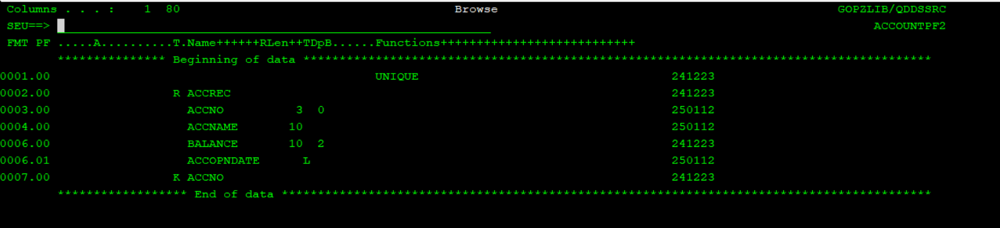 Columns . . . :    1  80                                      Browse                                               GOPZLIB/QDDSSRC
SEU==>                                                                                                                  ACCOUNTPF2
FMT PF .....A..........T.Name++++++RLen++TDpB......Functions+++++++++++++++++++++++++++
*************** Beginning of data ***************************************************************************************
0001.00                                             UNIQUE                                   241223
0002.00                 R ACCREC                                                             241223
0003.00                   ACCNO          3  0                                                250112
0004.00                   ACCNAME       10                                                   250112
0006.00                   BALANCE       10  2                                                241223
0006.01                   ACCOPNDATE      L                                                  250112
0007.00                 K ACCNO                                                              241223
****************** End of data ******************************************************************************************